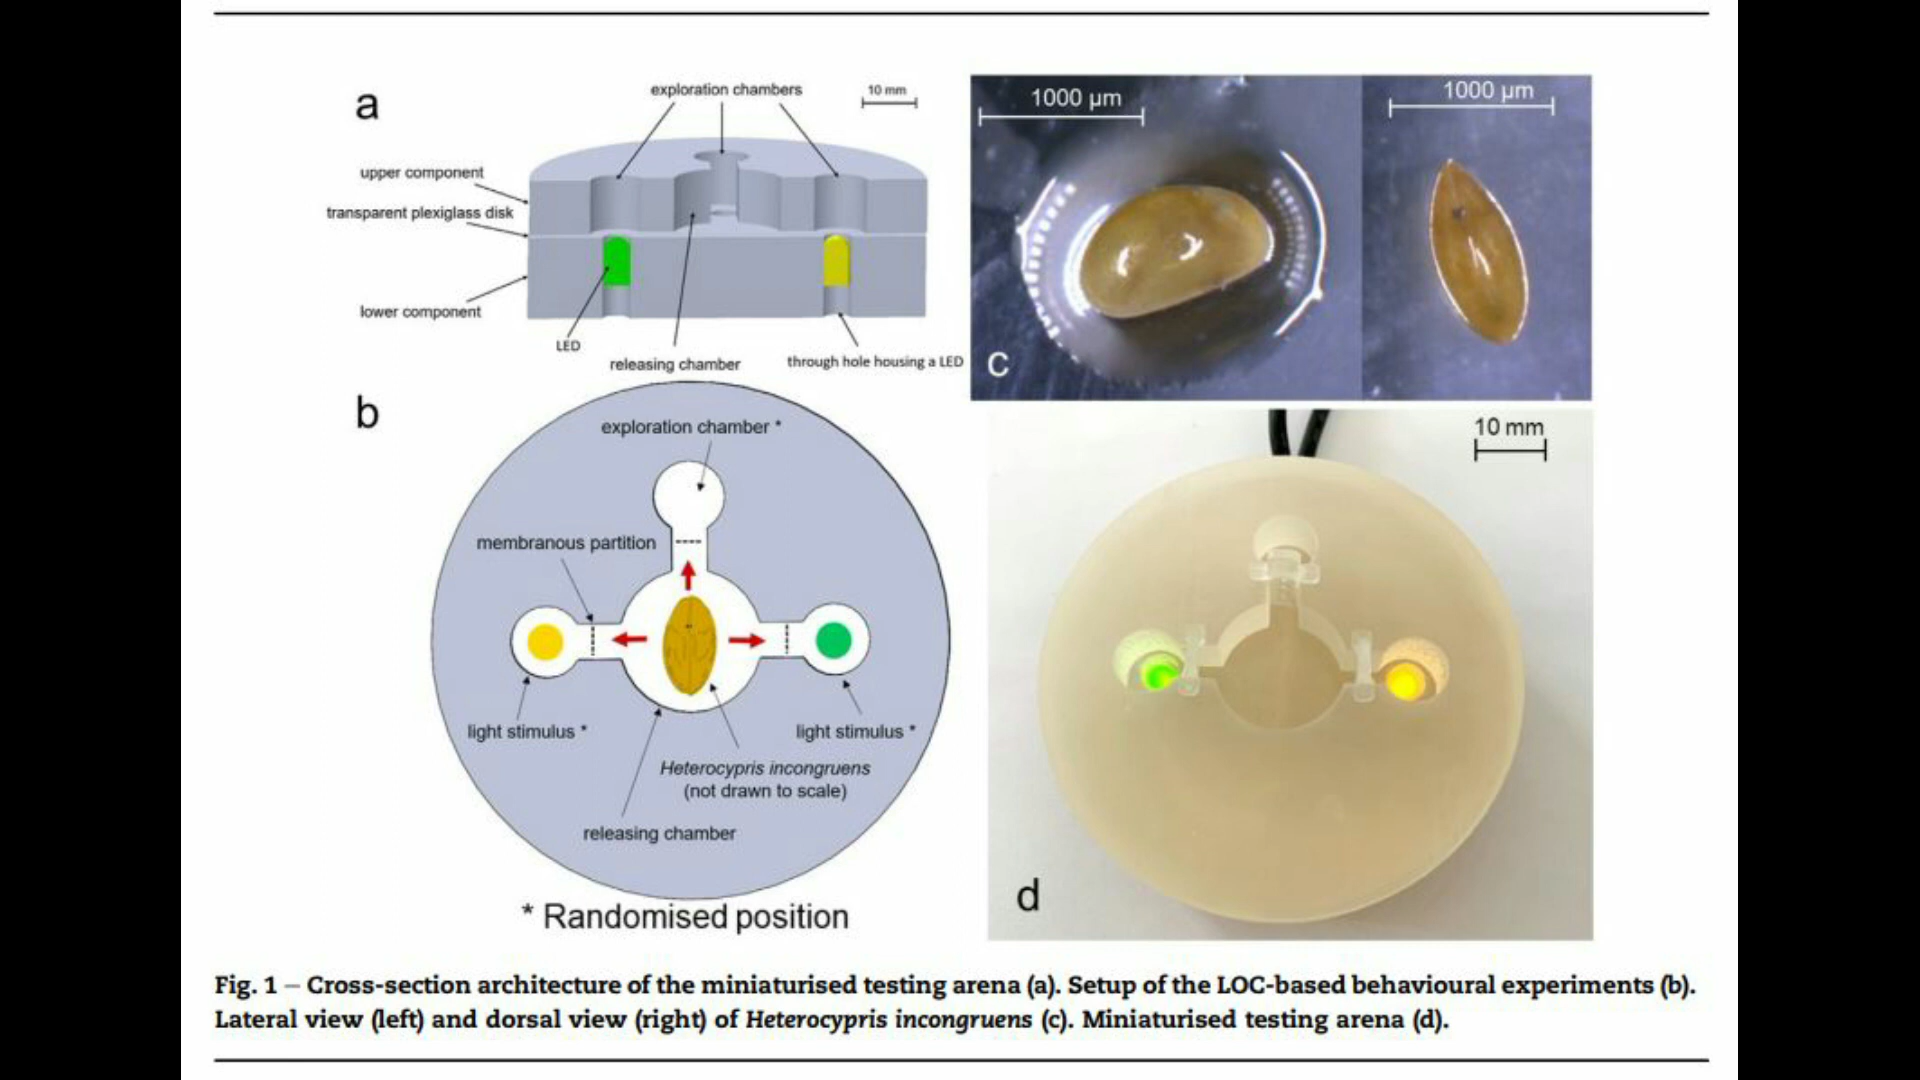 a
exploration chambers
10 mm
upper component
transparent plexiglass disk
lower component
LED
releasing chamber
through hole housing a LED
b
exploration chamber *
membranous partition
light stimulus *
light stimulus *
Heterocypris incongruens
(not drawn to scale)
releasing chamber
* Randomised position
1000 µm
1000 µm
c
10 mm
d
Fig. 1 – Cross-section architecture of the miniaturised testing arena (a). Setup of the LOC-based behavioural experiments (b).
Lateral view (left) and dorsal view (right) of Heterocypris incongruens (c). Miniaturised testing arena (d).